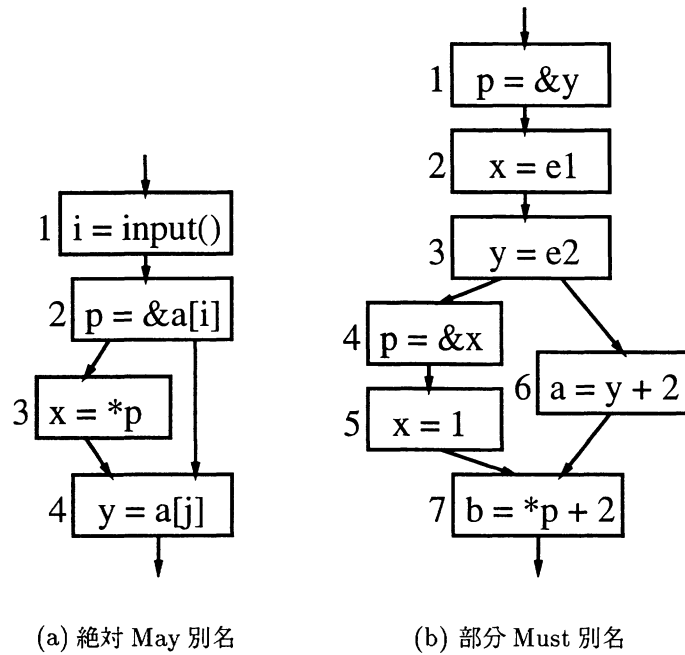 1 i = input()
2 p = &a[i]
3 x = *p
4 y = a[j]
(a) 絶対 May 別名
1 p = &y
2 x = e1
3 y = e2
4 p = &x
5 x = 1
6 a = y + 2
7 b = *p + 2
(b) 部分 Must 別名